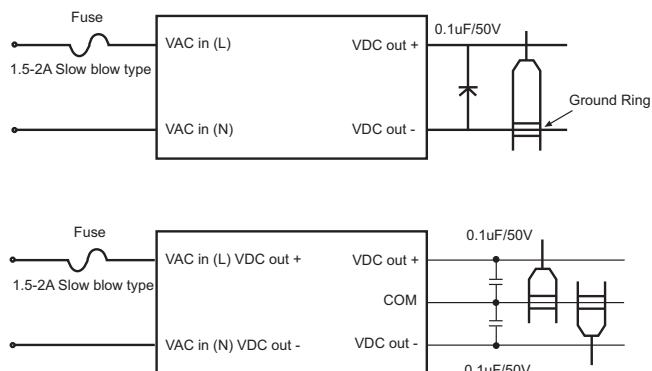 Fuse
0.1uF/50V
VAC in (L)
VDC out +
1.5-2A Slow blow type
Ground Ring
VAC in (N)
VDC out -
Fuse
0.1uF/50V
VAC in (L) VDC out +
VDC out +
1.5-2A Slow blow type
COM
VAC in (N) VDC out -
VDC out -
0.1uF/50V